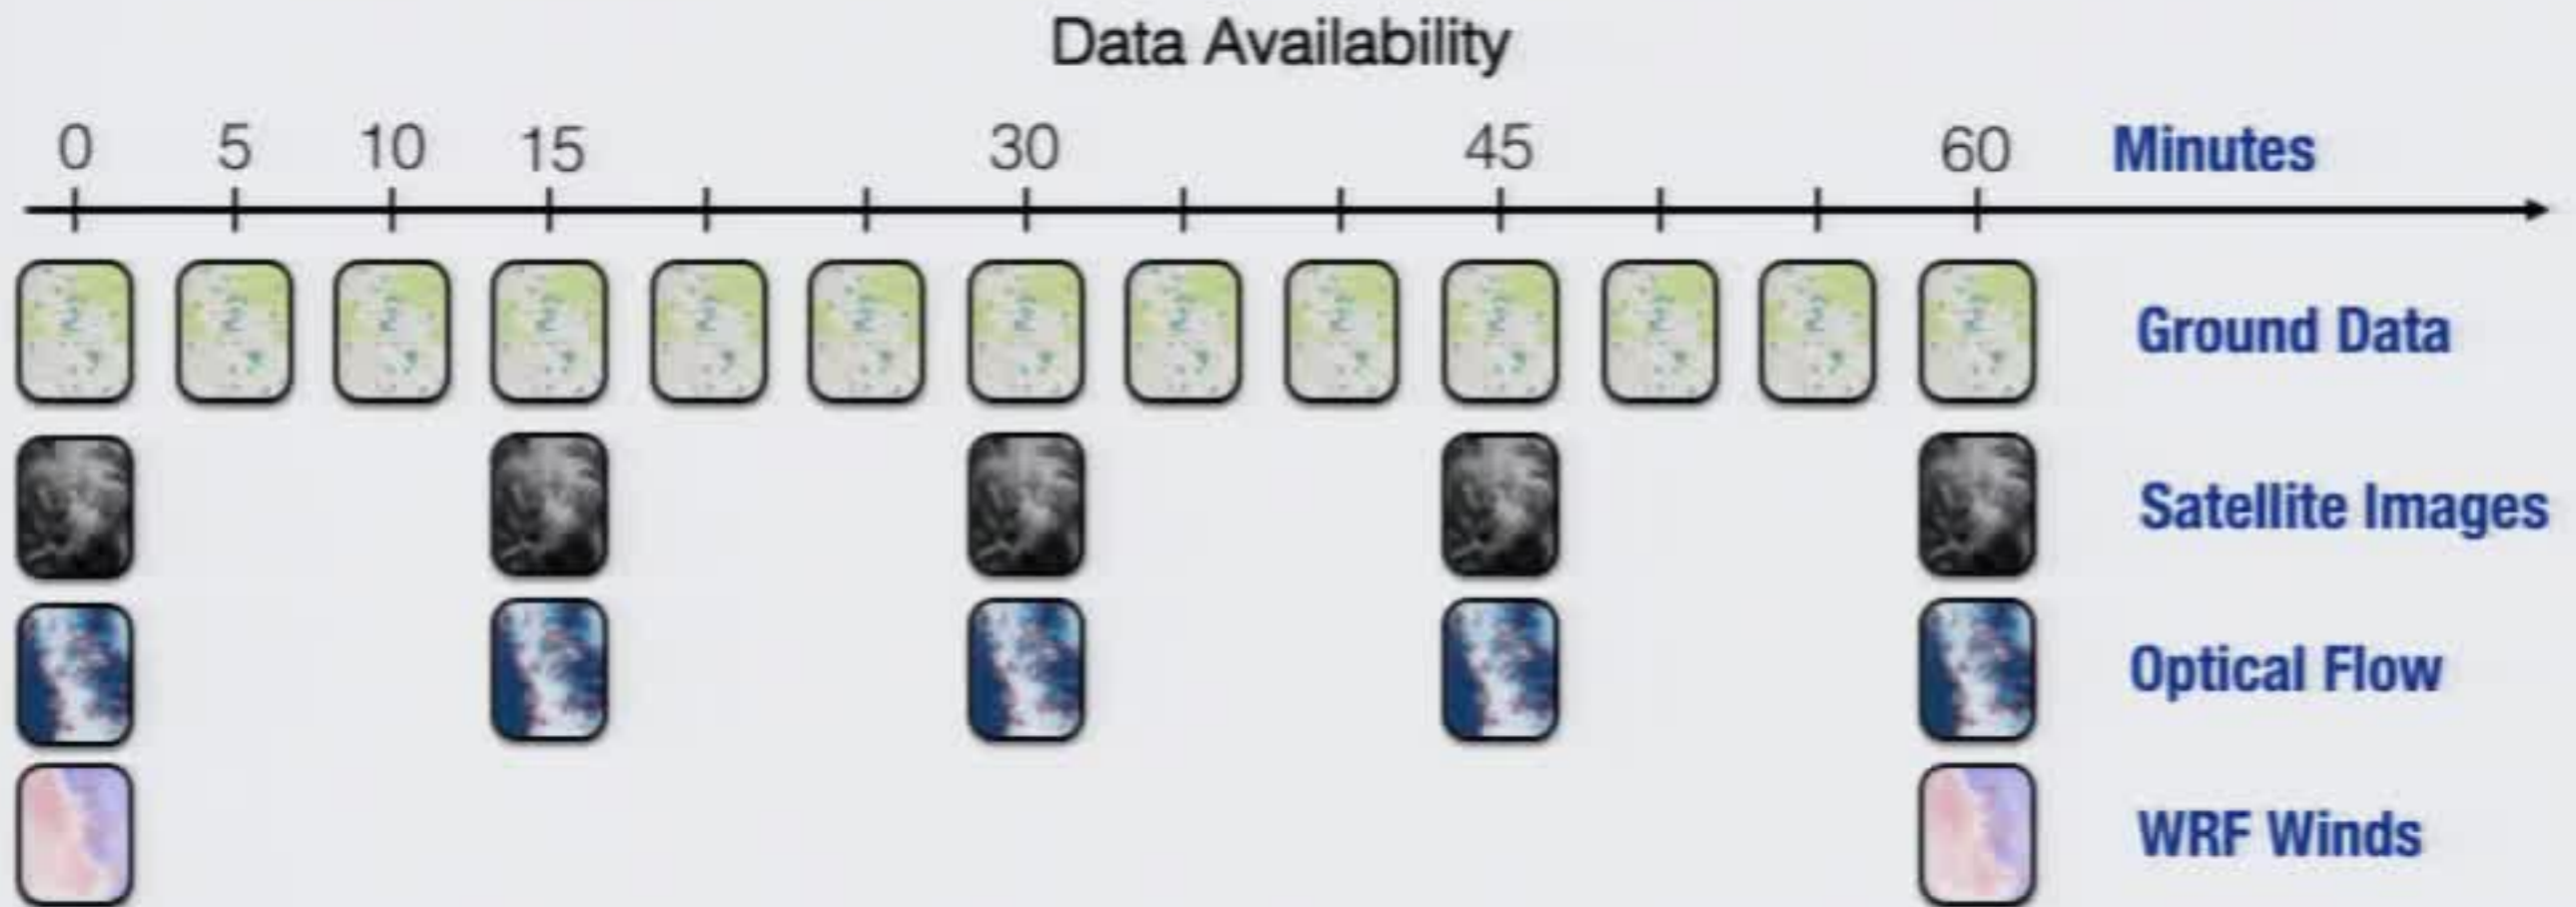 Data Availability
0 5 10 15 30 45 60 Minutes
Ground Data
Satellite Images
Optical Flow
WRF Winds